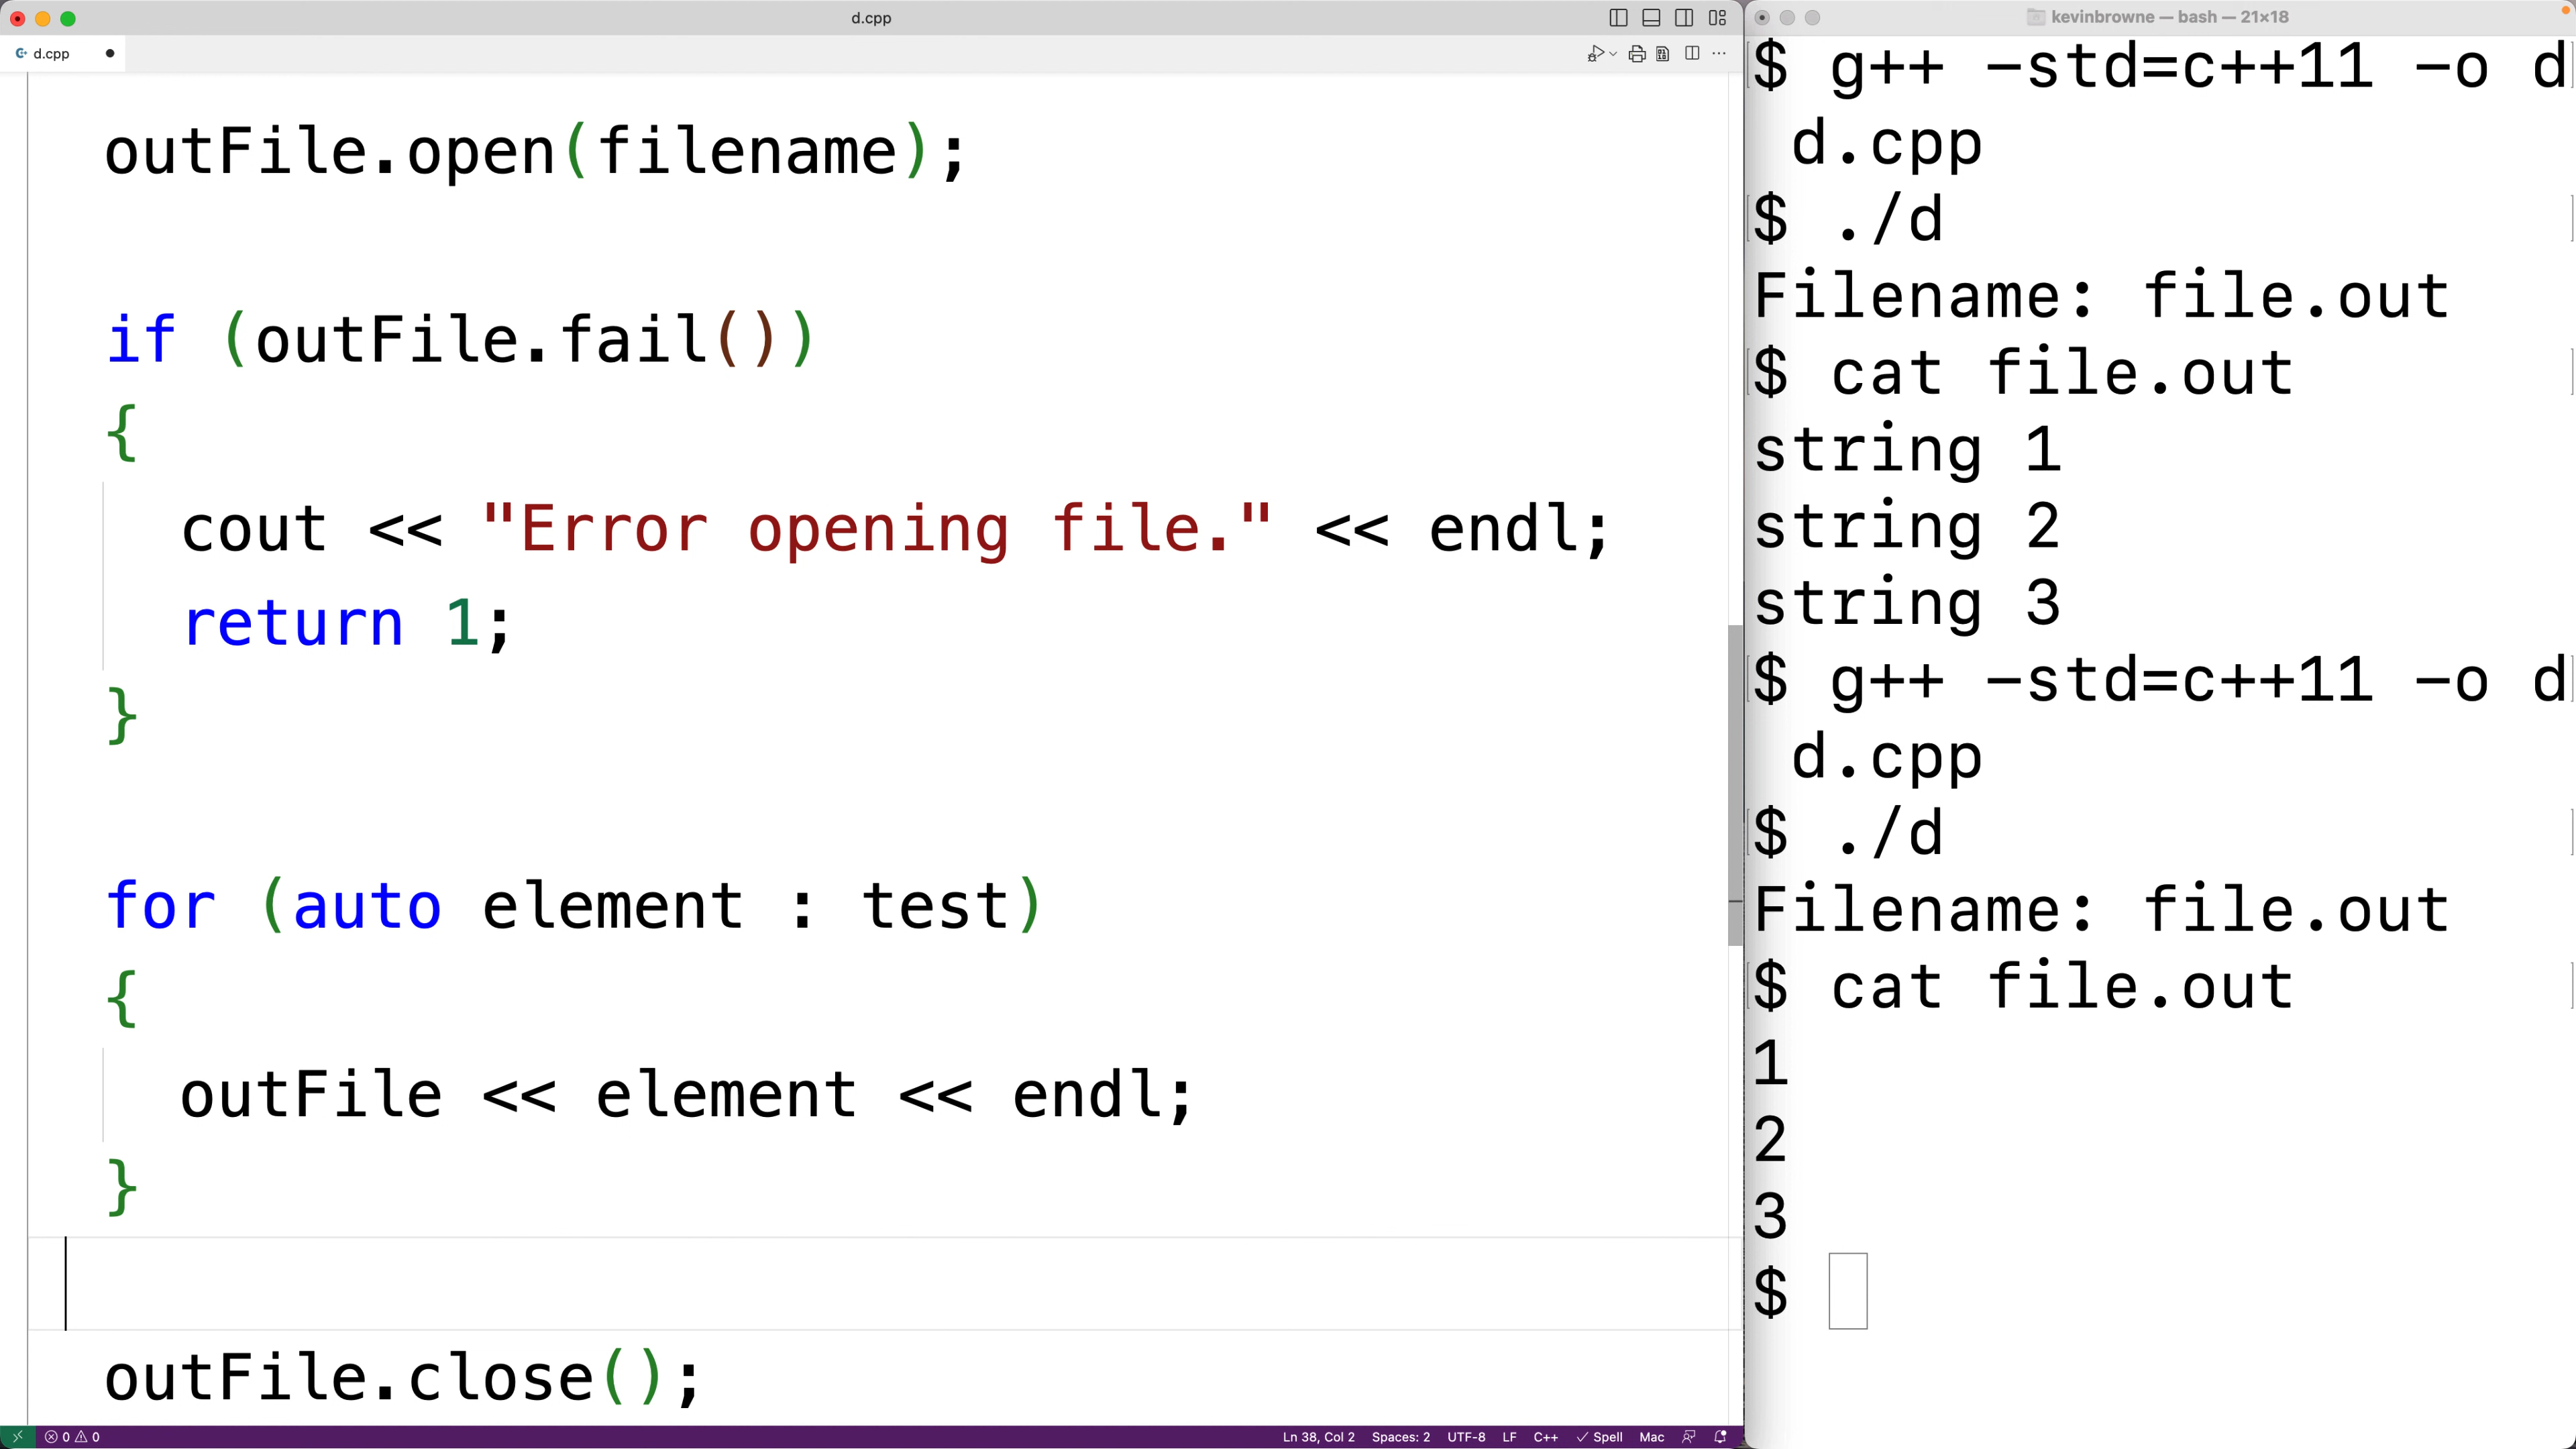 d.cpp
d.cpp
outFile.open(filename);
if (outFile.fail())
{
cout << "Error opening file." << endl;
return 1;
}
for (auto element : test)
{
outFile << element << endl;
}
outFile.close();
0 0
Ln 38, Col 2 Spaces: 2 UTF-8 LF C++ Spell Mac
kevinbrowne — bash — 21×18
$ g++ -std=c++11 -o d
d.cpp
$ ./d
Filename: file.out
$ cat file.out
string 1
string 2
string 3
$ g++ -std=c++11 -o d
d.cpp
$ ./d
Filename: file.out
$ cat file.out
1
2
3
$